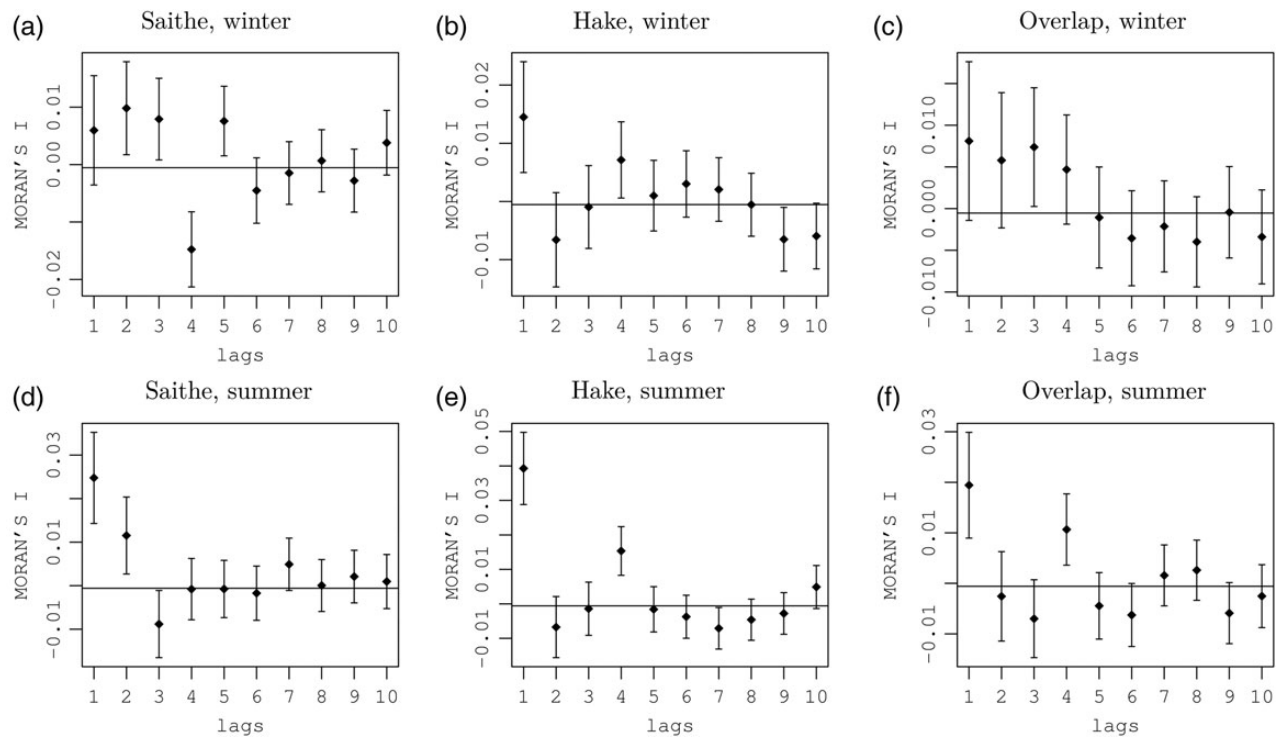 (a) Saithe, winter
MORAN'S I
-0.02 0.00 0.01
1 2 3 4 5 6 7 8 9 10
lags
(b) Hake, winter
MORAN'S I
-0.01 0.01 0.02
1 2 3 4 5 6 7 8 9 10
lags
(c) Overlap, winter
MORAN'S I
-0.010 0.000 0.010
1 2 3 4 5 6 7 8 9 10
lags
(d) Saithe, summer
MORAN'S I
-0.01 0.01 0.03
1 2 3 4 5 6 7 8 9 10
lags
(e) Hake, summer
MORAN'S I
-0.01 0.01 0.03 0.05
1 2 3 4 5 6 7 8 9 10
lags
(f) Overlap, summer
MORAN'S I
-0.01 0.01 0.03
1 2 3 4 5 6 7 8 9 10
lags